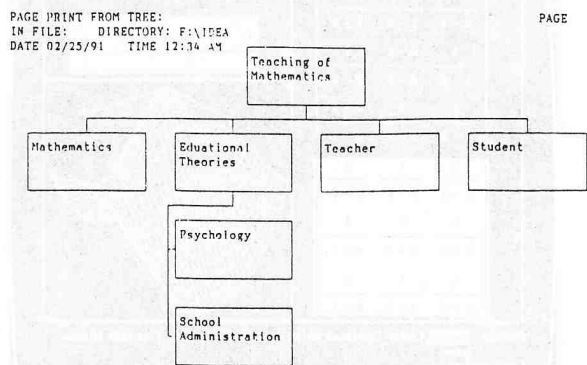 PAGE PRINT FROM TREE:
PAGE
IN FILE: DIRECTORY: F:\IDEA
DATE 02/25/91 TIME 12:34 AM
Teaching of
Mathematics
Mathematics
Eduational
Theories
Teacher
Student
Psychology
School
Administration